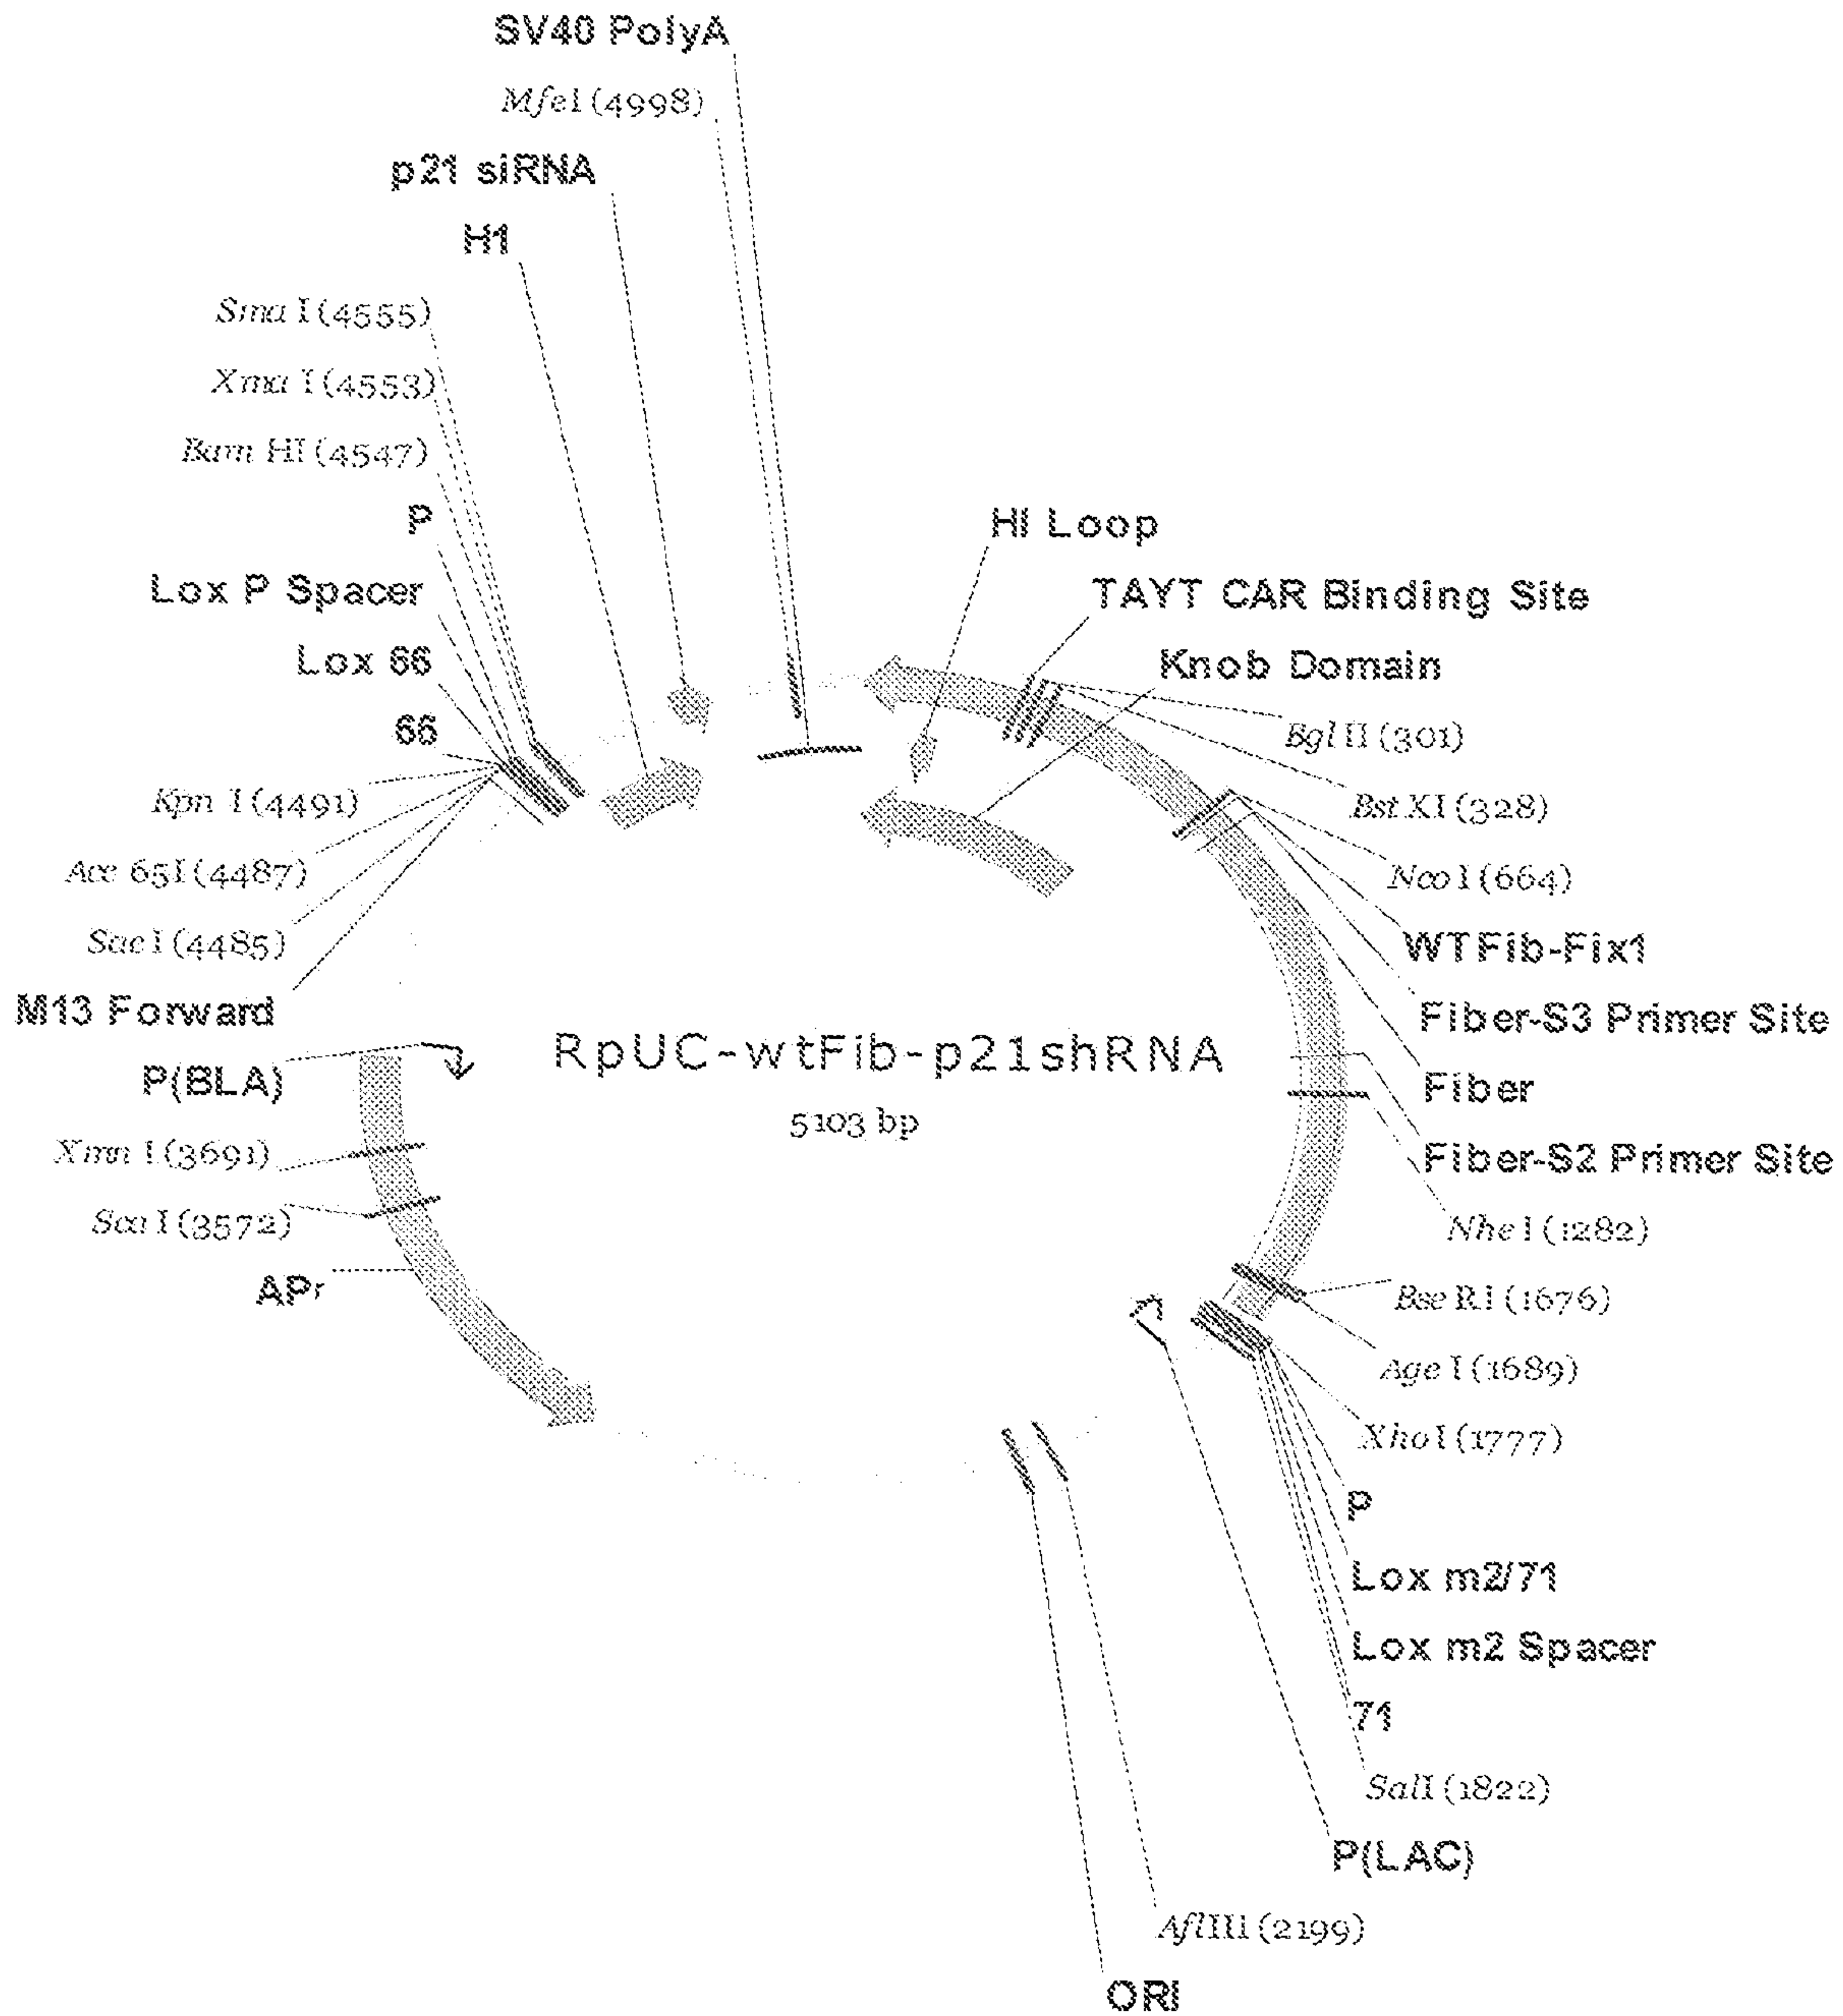 SV40 PolyA
MfeI (4998)
p21 siRNA
H1
Sma I (4555)
Xma I (4553)
Bam HI (4547)
P
Lox P Spacer
Lox 66
66
Kpn I (4491)
Acc 65I (4487)
SacI (4485)
M13 Forward
P(BLA)
Xmn I (3691)
Sca I (3572)
APr
HI Loop
TAYT CAR Binding Site
Knob Domain
Bgl II (301)
Bst XI (328)
NcoI (664)
WTFib-Fix1
Fiber-S3 Primer Site
Fiber
Fiber-S2 Primer Site
NheI (1282)
Bse RI (1676)
Age I (1689)
XhoI (1777)
P
Lox m2/71
Lox m2 Spacer
71
SalI (1822)
P(LAC)
AflIII (2199)
ORI
RpUC-wtFib-p21shRNA
5103 bp